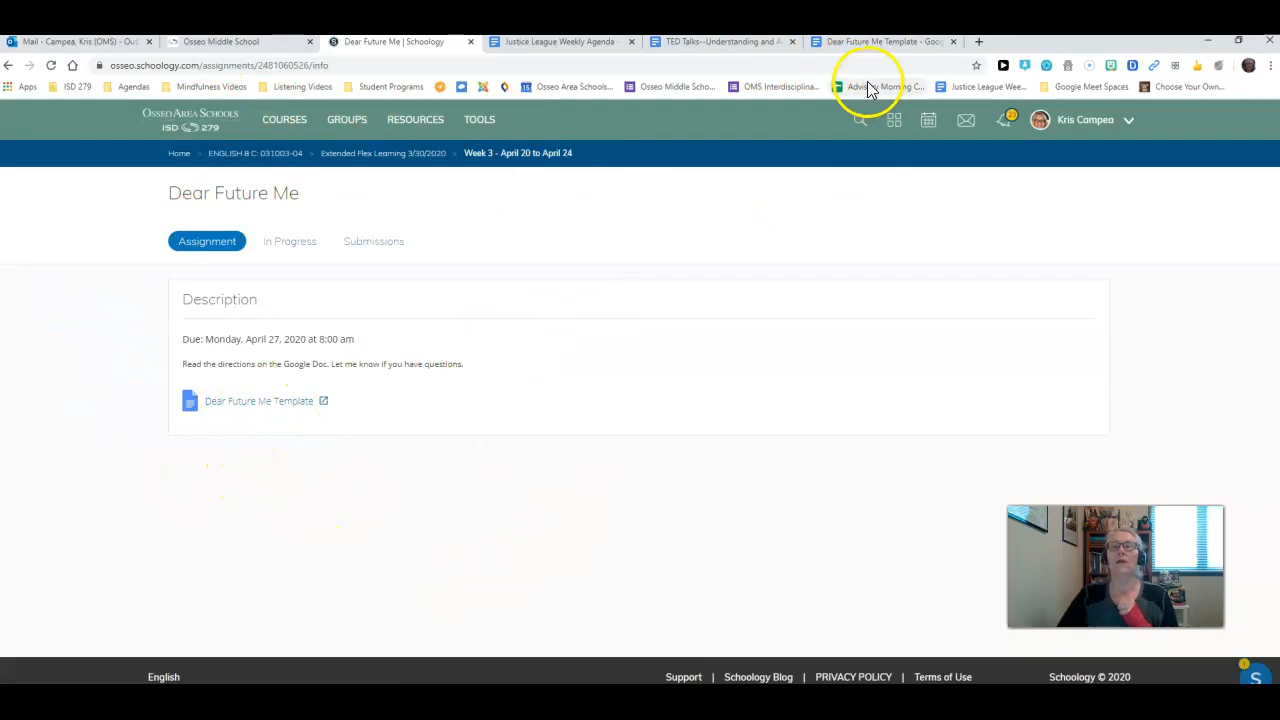 Mail - Campea, Kris (OMS) - Out
Osseo Middle School
Dear Future Me | Schoology
Justice League Weekly Agenda -
TED Talks--Understanding and A
Dear Future Me Template - Goo
osseo.schoology.com/assignments/2481060526/info
Apps
ISD 279
Agendas
Mindfulness Videos
Listening Videos
Student Programs
Osseo Area Schools...
Osseo Middle Scho...
OMS Interdisciplina...
Advisory Morning C...
Justice League Wee...
Google Meet Spaces
Choose Your Own...
OSSEO AREA SCHOOLS
ISD 279
COURSES
GROUPS
RESOURCES
TOOLS
Kris Campea
Home > ENGLISH 8 C: 031003-04 > Extended Flex Learning 3/30/2020 > Week 3 - April 20 to April 24
Dear Future Me
Assignment
In Progress
Submissions
Description
Due: Monday, April 27, 2020 at 8:00 am
Read the directions on the Google Doc. Let me know if you have questions.
Dear Future Me Template
English
Support | Schoology Blog | PRIVACY POLICY | Terms of Use
Schoology © 2020
1
S